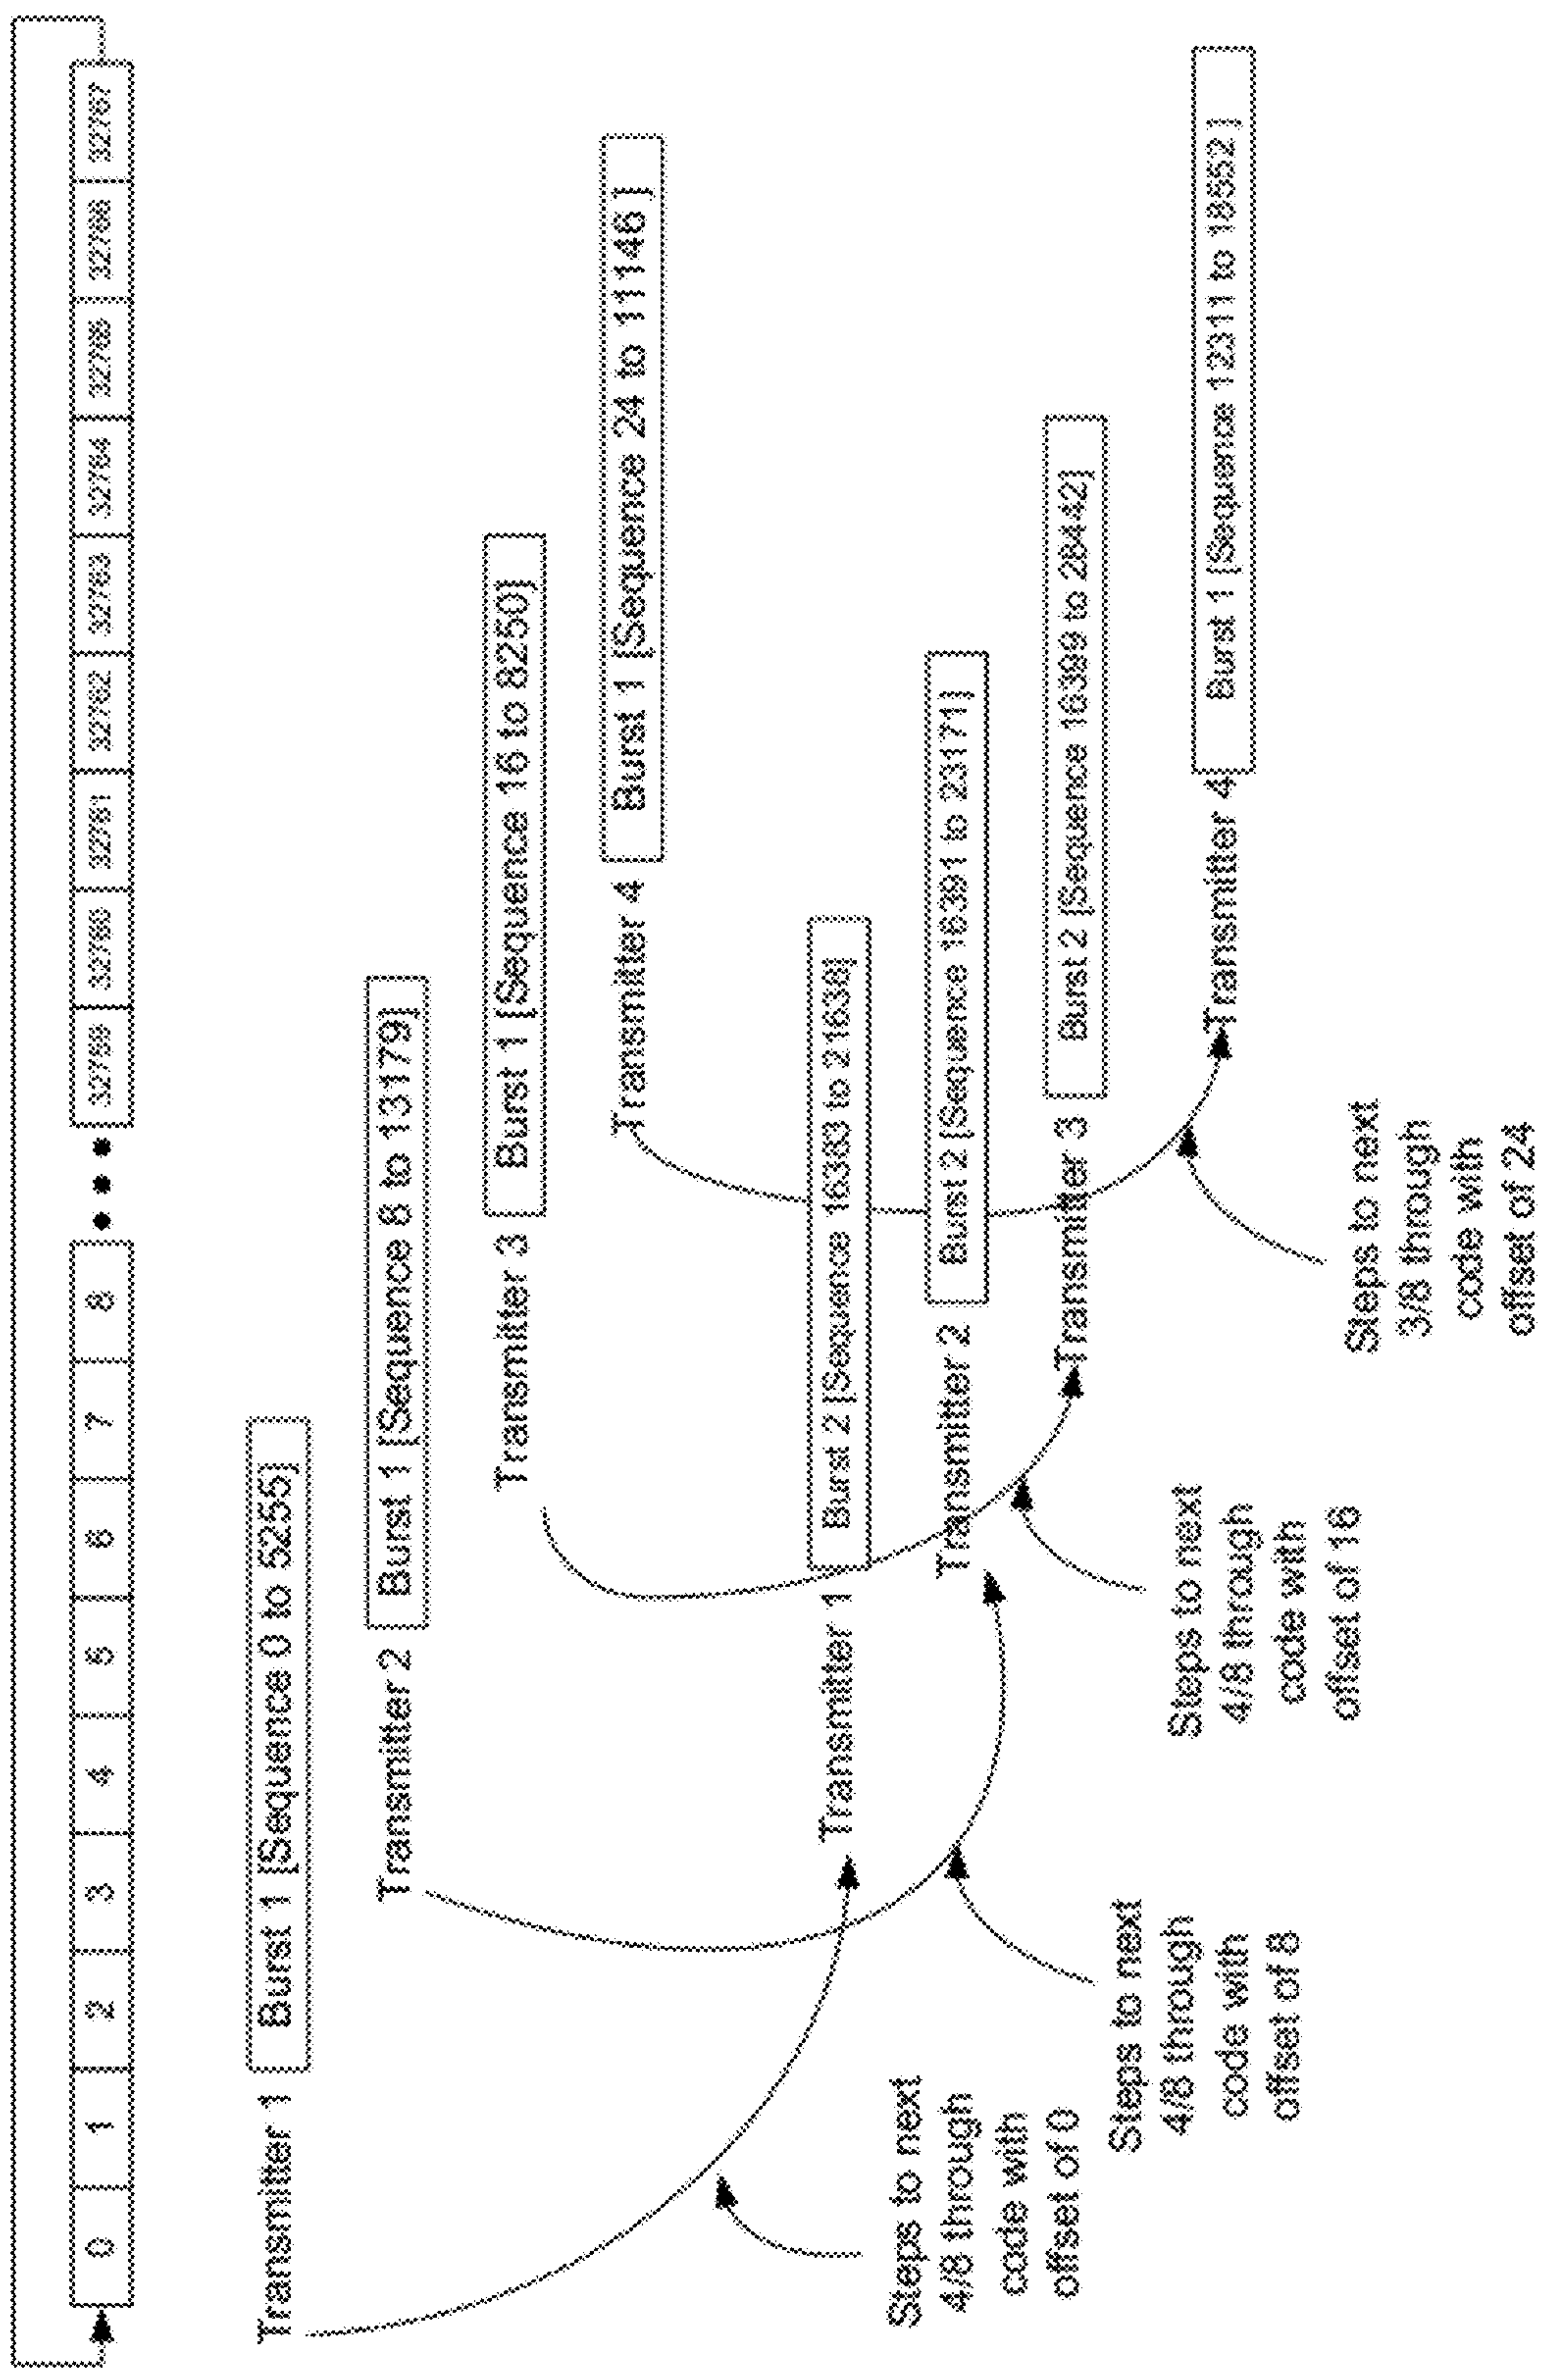 0 1 2 3 4 5 6 7 8 32759 32760 32761 32762 32763 32764 32765 32766 32767
Transmitter 1 Burst 1 [Sequence 0 to 5255]
Transmitter 2 Burst 1 [Sequence 8 to 13179]
Transmitter 3 Burst 1 [Sequence 16 to 8250]
Transmitter 4 Burst 1 [Sequence 24 to 11146 ]
Transmitter 1 Burst 2 [Sequence 16383 to 21638]
Transmitter 2 Burst 2 [Sequence 16391 to 23171]
Transmitter 3 Burst 2 [Sequence 16399 to 28442]
Transmitter 4 Burst 1 [Sequence 12311 to 18552 ]
Steps to next
4/8 through
code with
offset of 0
Steps to next
4/8 through
code with
offset of 8
Steps to next
4/8 through
code with
offset of 16
Steps to next
3/8 through
code with
offset of 24